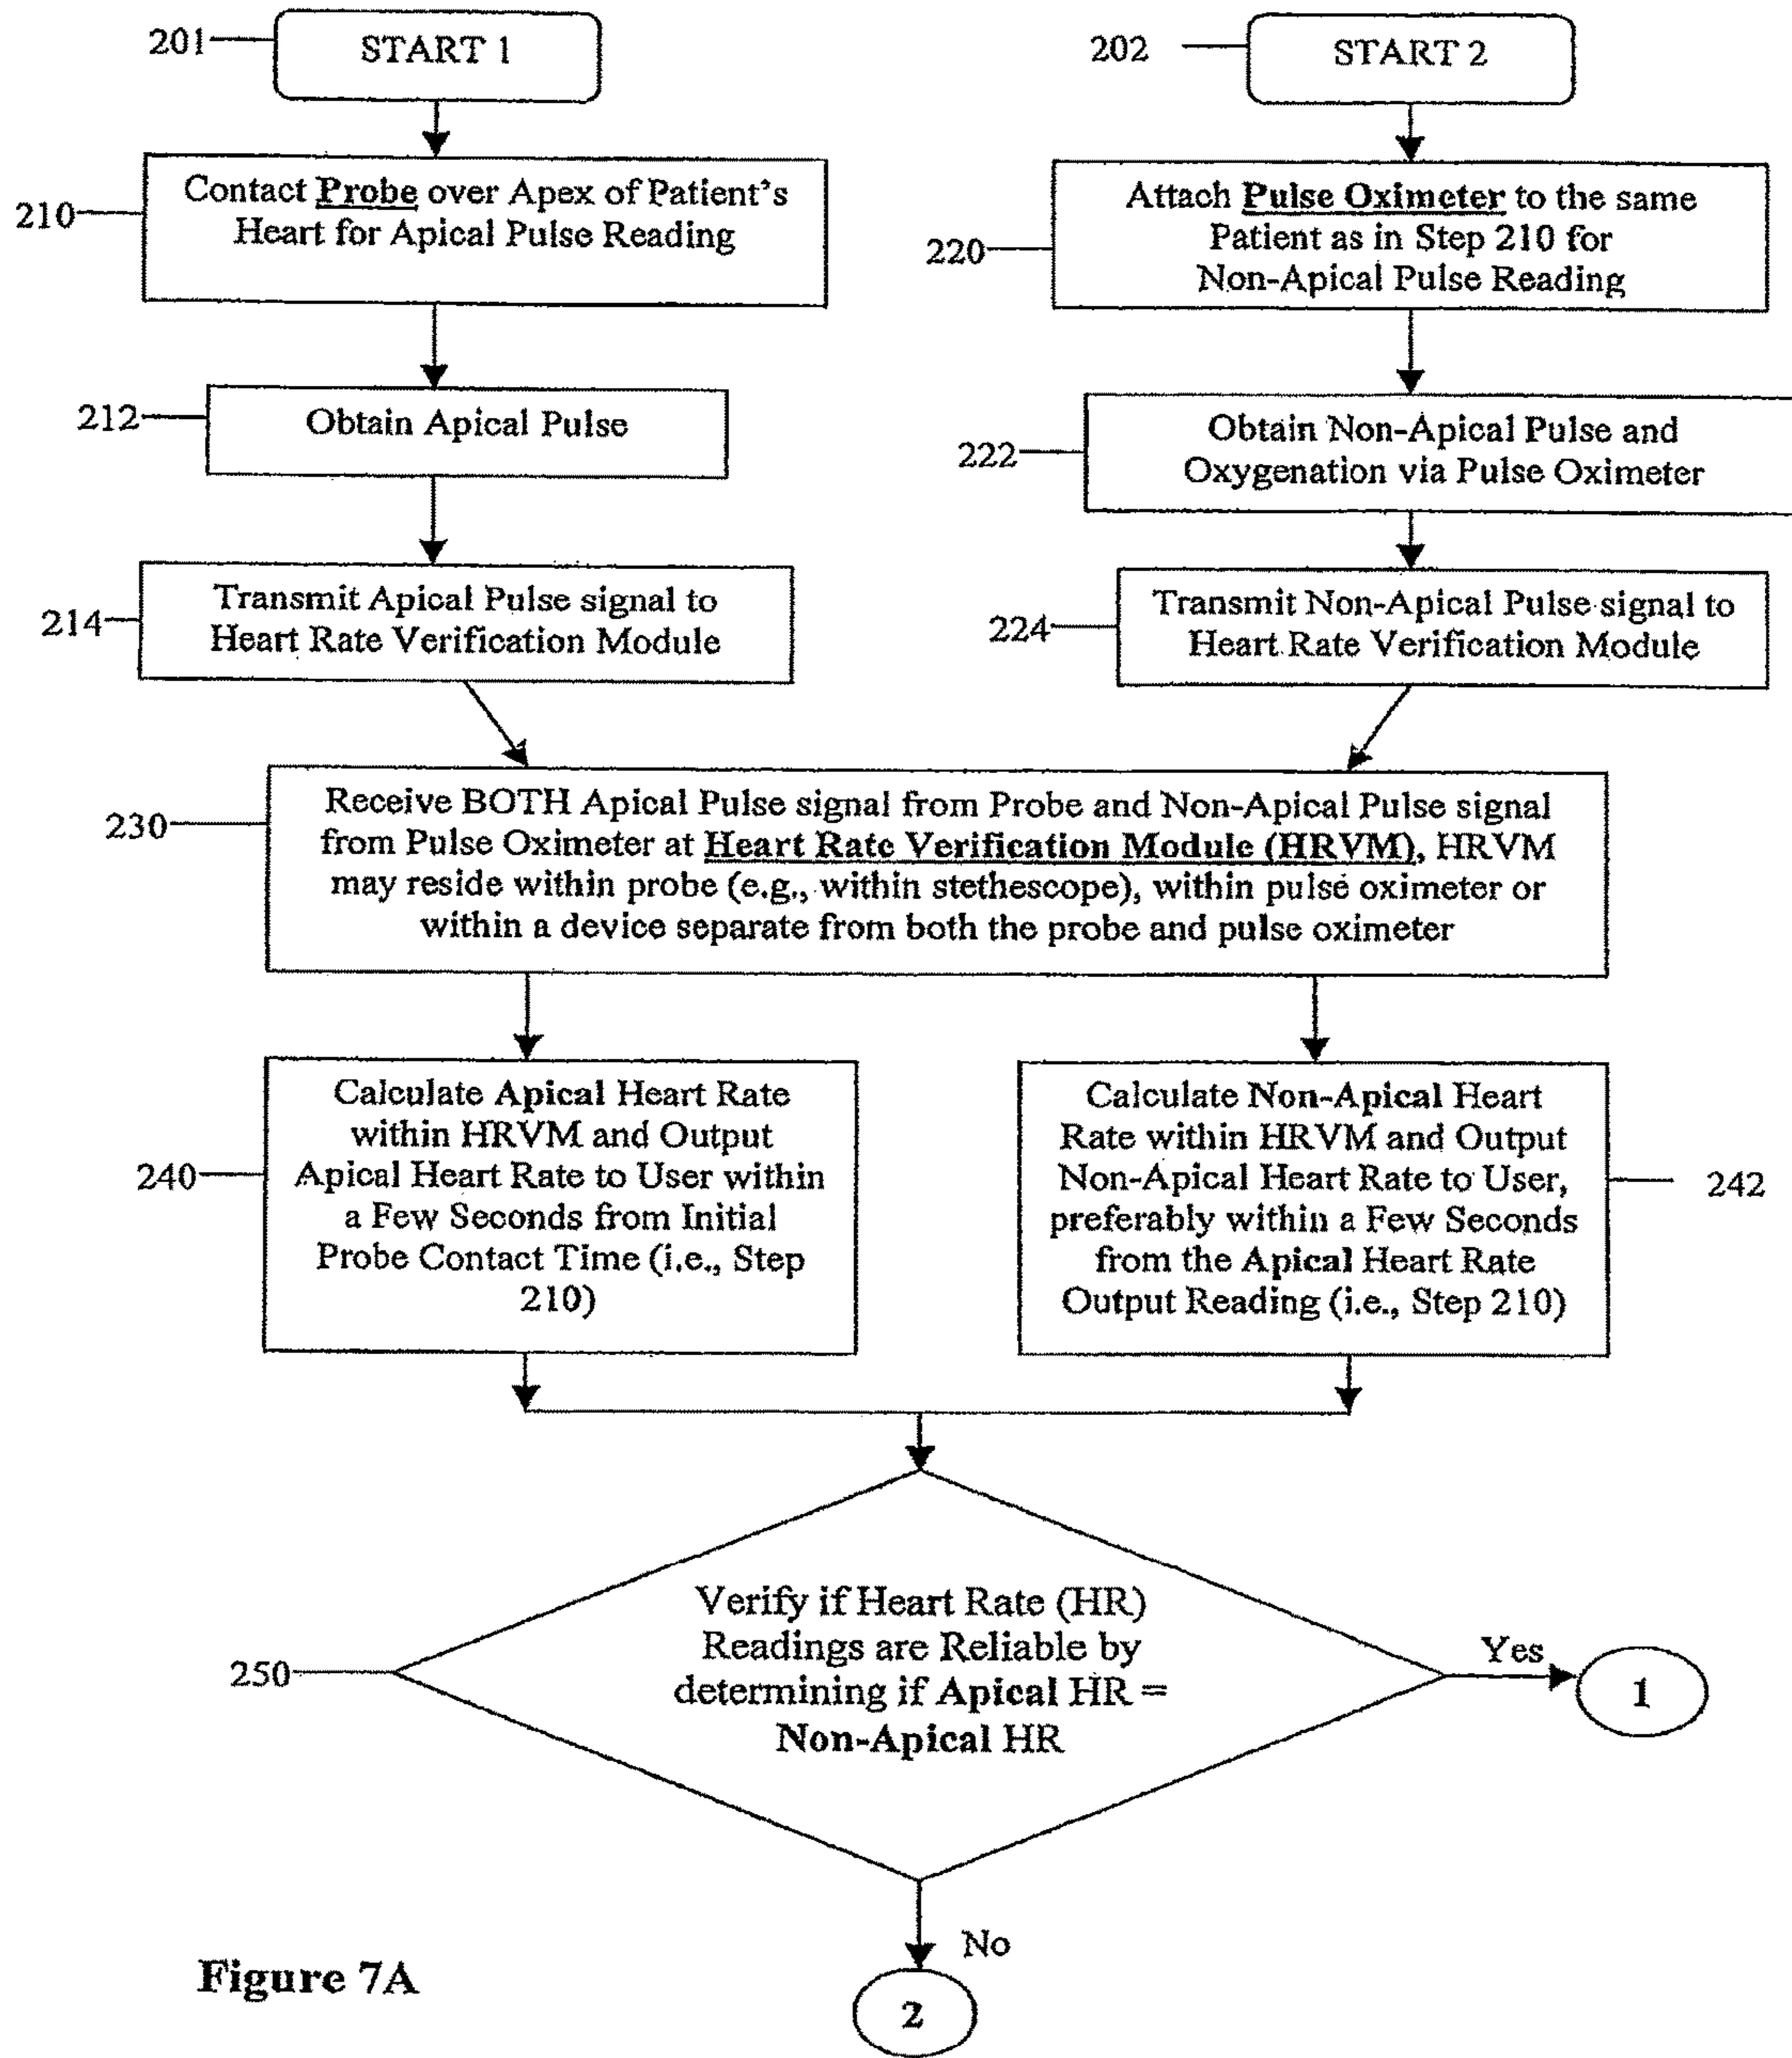 201
START 1
202
START 2
210
Contact Probe over Apex of Patient's
Heart for Apical Pulse Reading
220
Attach Pulse Oximeter to the same
Patient as in Step 210 for
Non-Apical Pulse Reading
212
Obtain Apical Pulse
222
Obtain Non-Apical Pulse and
Oxygenation via Pulse Oximeter
214
Transmit Apical Pulse signal to
Heart Rate Verification Module
224
Transmit Non-Apical Pulse signal to
Heart Rate Verification Module
230
Receive BOTH Apical Pulse signal from Probe and Non-Apical Pulse signal
from Pulse Oximeter at Heart Rate Verification Module (HRVM), HRVM
may reside within probe (e.g., within stethescope), within pulse oximeter or
within a device separate from both the probe and pulse oximeter
240
Calculate Apical Heart Rate
within HRVM and Output
Apical Heart Rate to User within
a Few Seconds from Initial
Probe Contact Time (i.e., Step
210)
Calculate Non-Apical Heart
Rate within HRVM and Output
Non-Apical Heart Rate to User,
preferably within a Few Seconds
from the Apical Heart Rate
Output Reading (i.e., Step 210)
242
250
Verify if Heart Rate (HR)
Readings are Reliable by
determining if Apical HR =
Non-Apical HR
Yes
1
No
2
Figure 7A